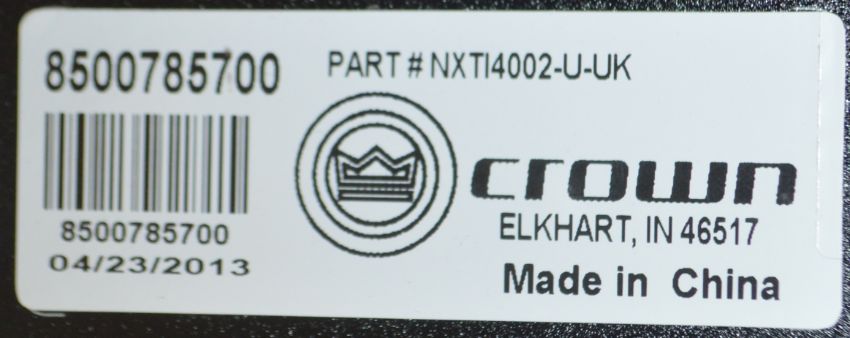 8500785700
PART # NXTI4002-U-UK
crown
8500785700
ELKHART, IN 46517
04/23/2013
Made in China